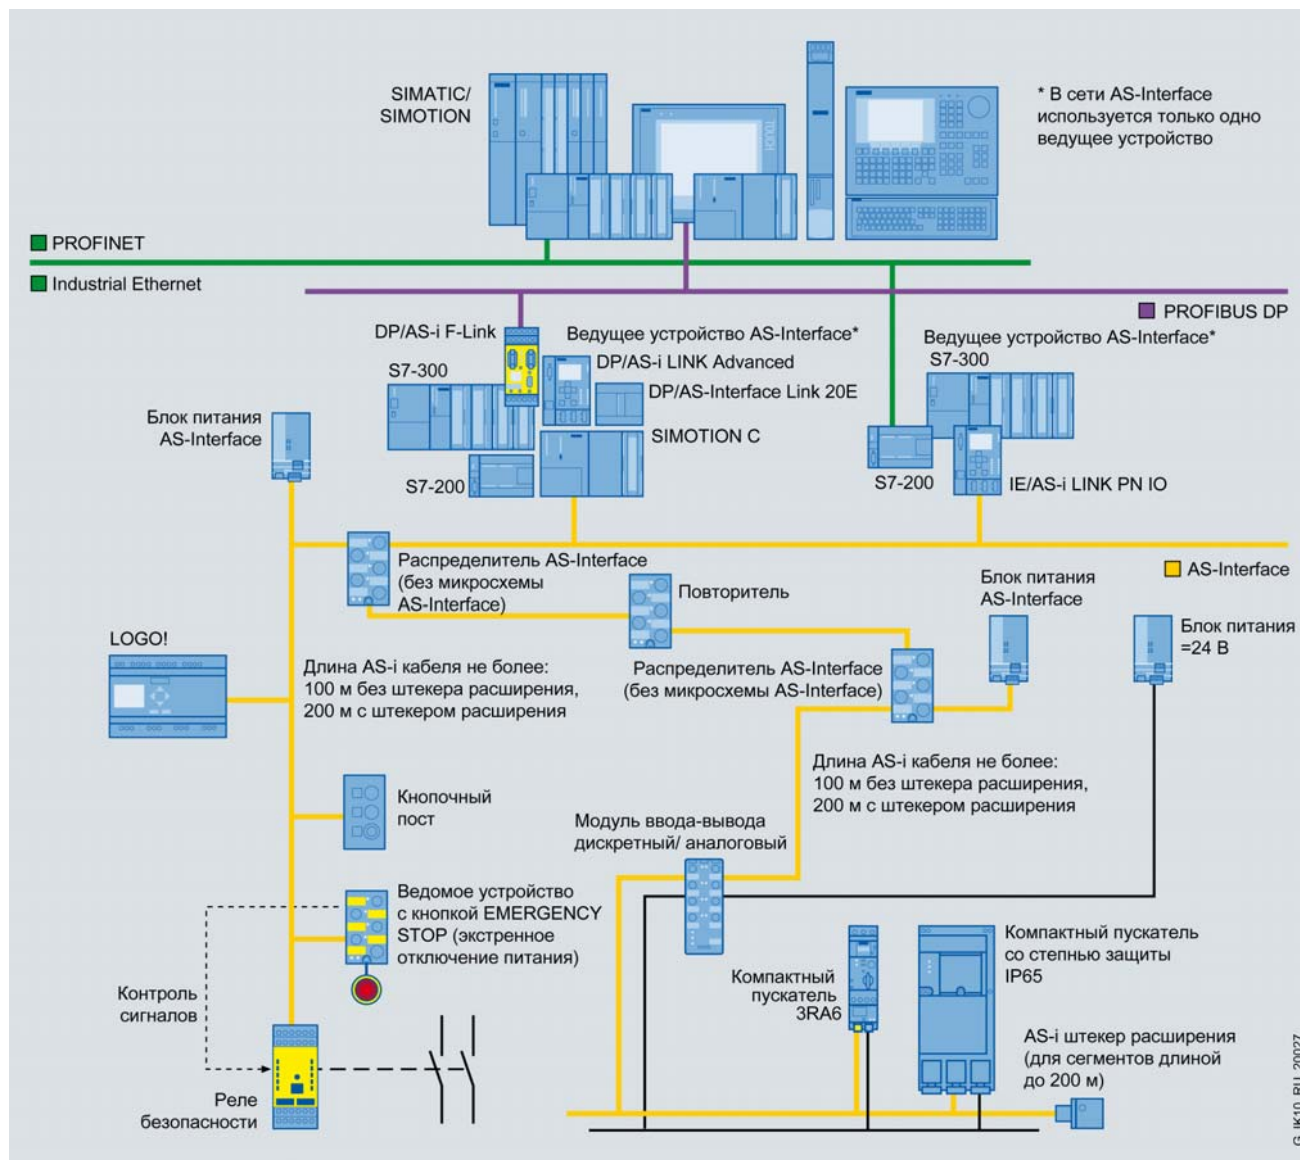 SIMATIC/
SIMOTION
* В сети AS-Interface
используется только одно
ведущее устройство
TOUCH
PROFINET
Industrial Ethernet
PROFIBUS DP
DP/AS-i F-Link
Ведущее устройство AS-Interface*
DP/AS-i LINK Advanced
S7-300
DP/AS-Interface Link 20E
SIMOTION C
S7-200
Ведущее устройство AS-Interface*
S7-300
S7-200
IE/AS-i LINK PN IO
Блок питания
AS-Interface
Распределитель AS-Interface
(без микросхемы
AS-Interface)
AS-Interface
Повторитель
Блок питания
AS-Interface
Блок питания
=24 В
LOGO!
Длина AS-i кабеля не более:
100 м без штекера расширения,
200 м с штекером расширения
Распределитель AS-Interface
(без микросхемы AS-Interface)
Длина AS-i кабеля не более:
100 м без штекера расширения,
200 м с штекером расширения
Кнопочный
пост
Модуль ввода-вывода
дискретный/ аналоговый
Ведомое устройство
с кнопкой EMERGENCY
STOP (экстренное
отключение питания)
Контроль
сигналов
Компактный
пускатель
3RA6
Компактный пускатель
со степнью защиты
IP65
AS-i штекер расширения
(для сегментов длиной
до 200 м)
Реле
безопасности
G_IK10_RU_20027